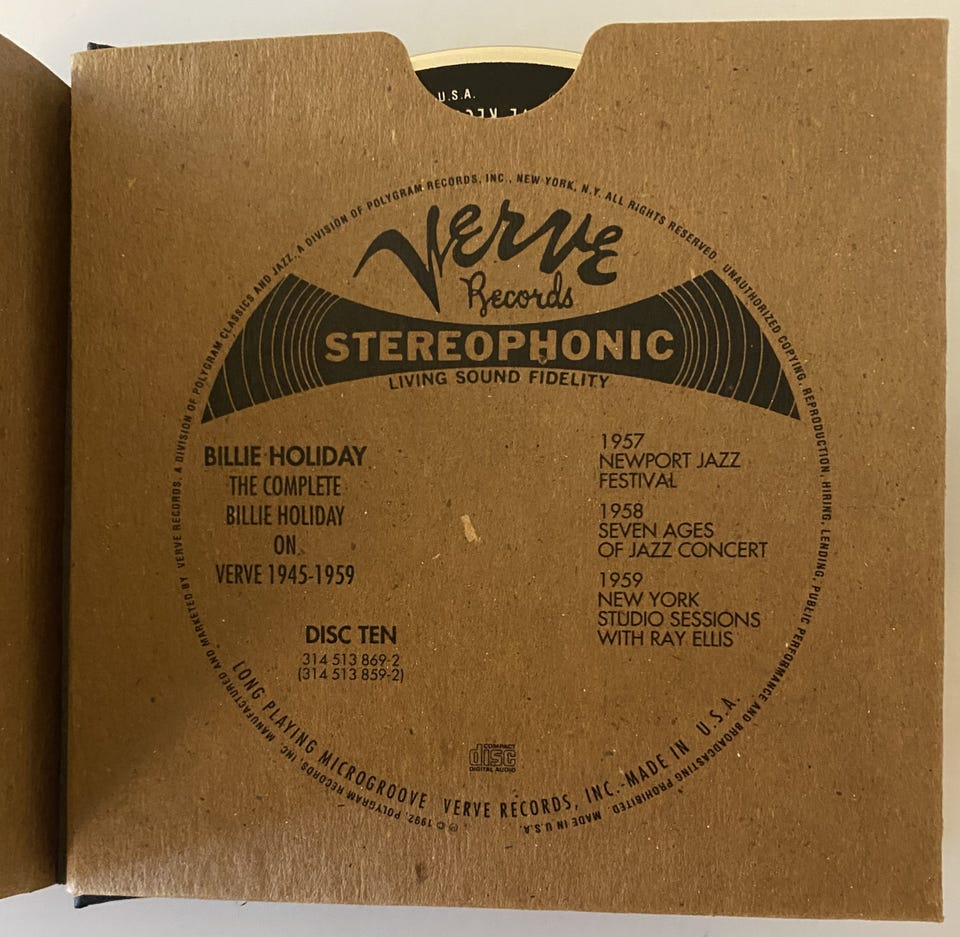 U.S.A.
MANUFACTURED AND MARKETED BY VERVE RECORDS, A DIVISION OF POLYGRAM CLASSICS AND JAZZ, A DIVISION OF POLYGRAM RECORDS, INC., NEW YORK, N.Y. ALL RIGHTS RESERVED. UNAUTHORIZED COPYING, REPRODUCTION, HIRING, LENDING, PUBLIC PERFORMANCE AND BROADCASTING PROHIBITED. MADE IN U.S.A. ℗ © 1992, POLYGRAM RECORDS, INC.
Verve
Records
STEREOPHONIC
LIVING SOUND FIDELITY
BILLIE HOLIDAY
THE COMPLETE
BILLIE HOLIDAY
ON
VERVE 1945-1959
DISC TEN
314 513 869-2
(314 513 859-2)
1957
NEWPORT JAZZ
FESTIVAL
1958
SEVEN AGES
OF JAZZ CONCERT
1959
NEW YORK
STUDIO SESSIONS
WITH RAY ELLIS
COMPACT
disc
DIGITAL AUDIO
LONG PLAYING MICROGROOVE VERVE RECORDS, INC.-MADE IN U.S.A.